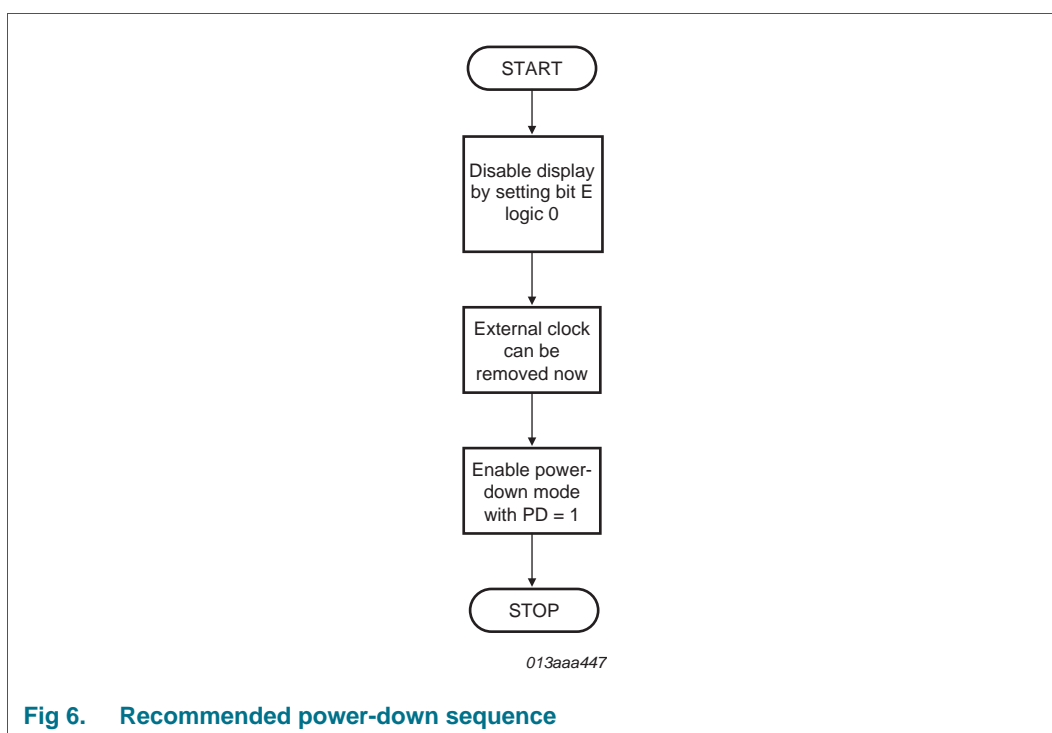 START
Disable display
by setting bit E
logic 0
External clock
can be
removed now
Enable power-
down mode
with PD = 1
STOP
013aaa447
Fig 6. Recommended power-down sequence